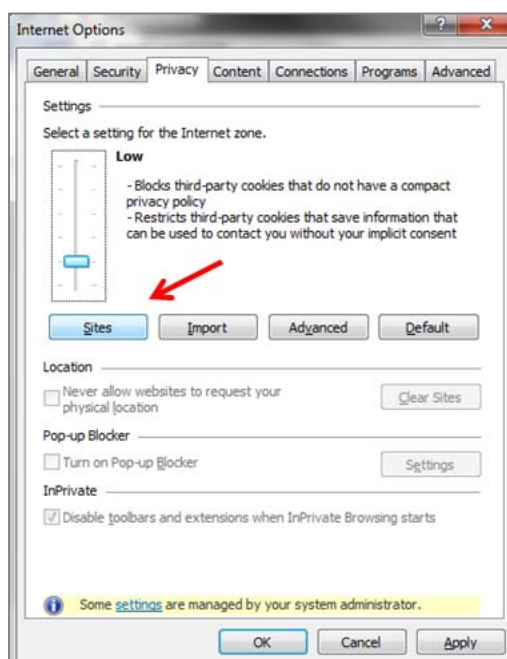 Internet Options
General Security Privacy Content Connections Programs Advanced
Settings
Select a setting for the Internet zone.
Low
- Blocks third-party cookies that do not have a compact
privacy policy
- Restricts third-party cookies that save information that
can be used to contact you without your implicit consent
Sites Import Advanced Default
Location
Never allow websites to request your
physical location
Clear Sites
Pop-up Blocker
Turn on Pop-up Blocker
Settings
InPrivate
Disable toolbars and extensions when InPrivate Browsing starts
Some settings are managed by your system administrator.
OK Cancel Apply